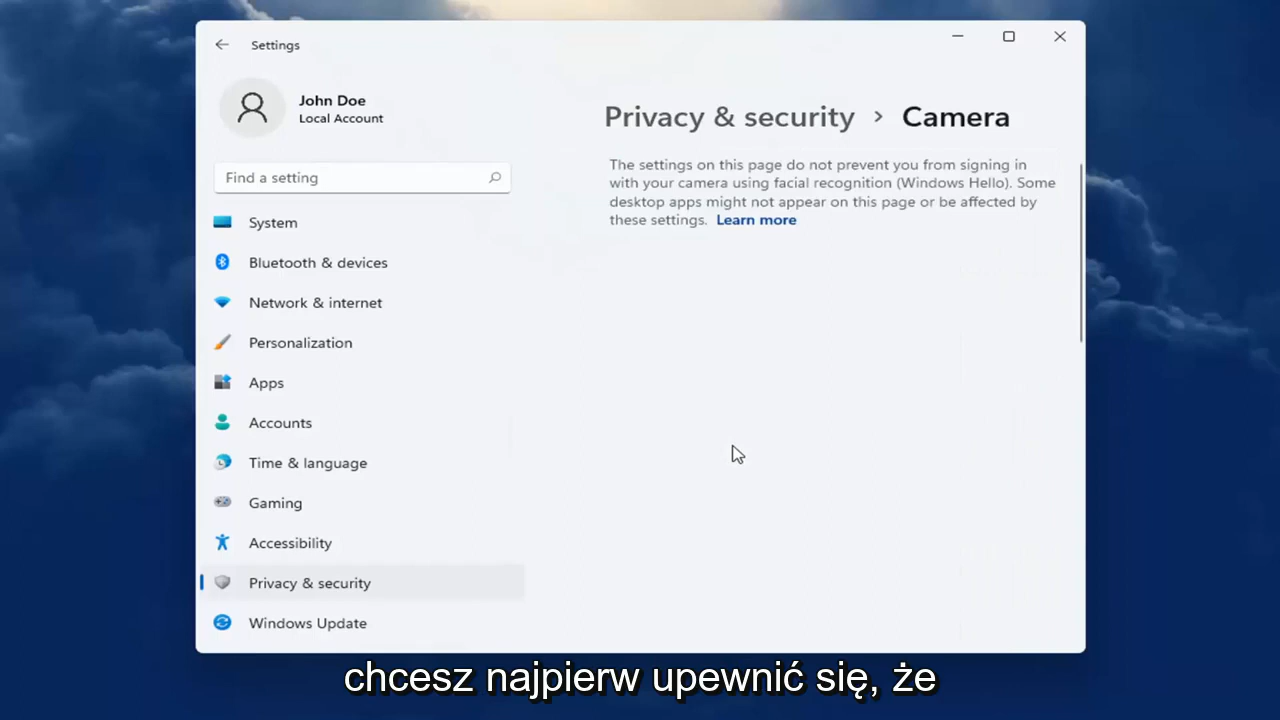 Settings
John Doe
Local Account
Find a setting
System
Bluetooth & devices
Network & internet
Personalization
Apps
Accounts
Time & language
Gaming
Accessibility
Privacy & security
Windows Update
Privacy & security > Camera
The settings on this page do not prevent you from signing in
with your camera using facial recognition (Windows Hello). Some
desktop apps might not appear on this page or be affected by
these settings. Learn more
chcesz najpierw upewnić się, że